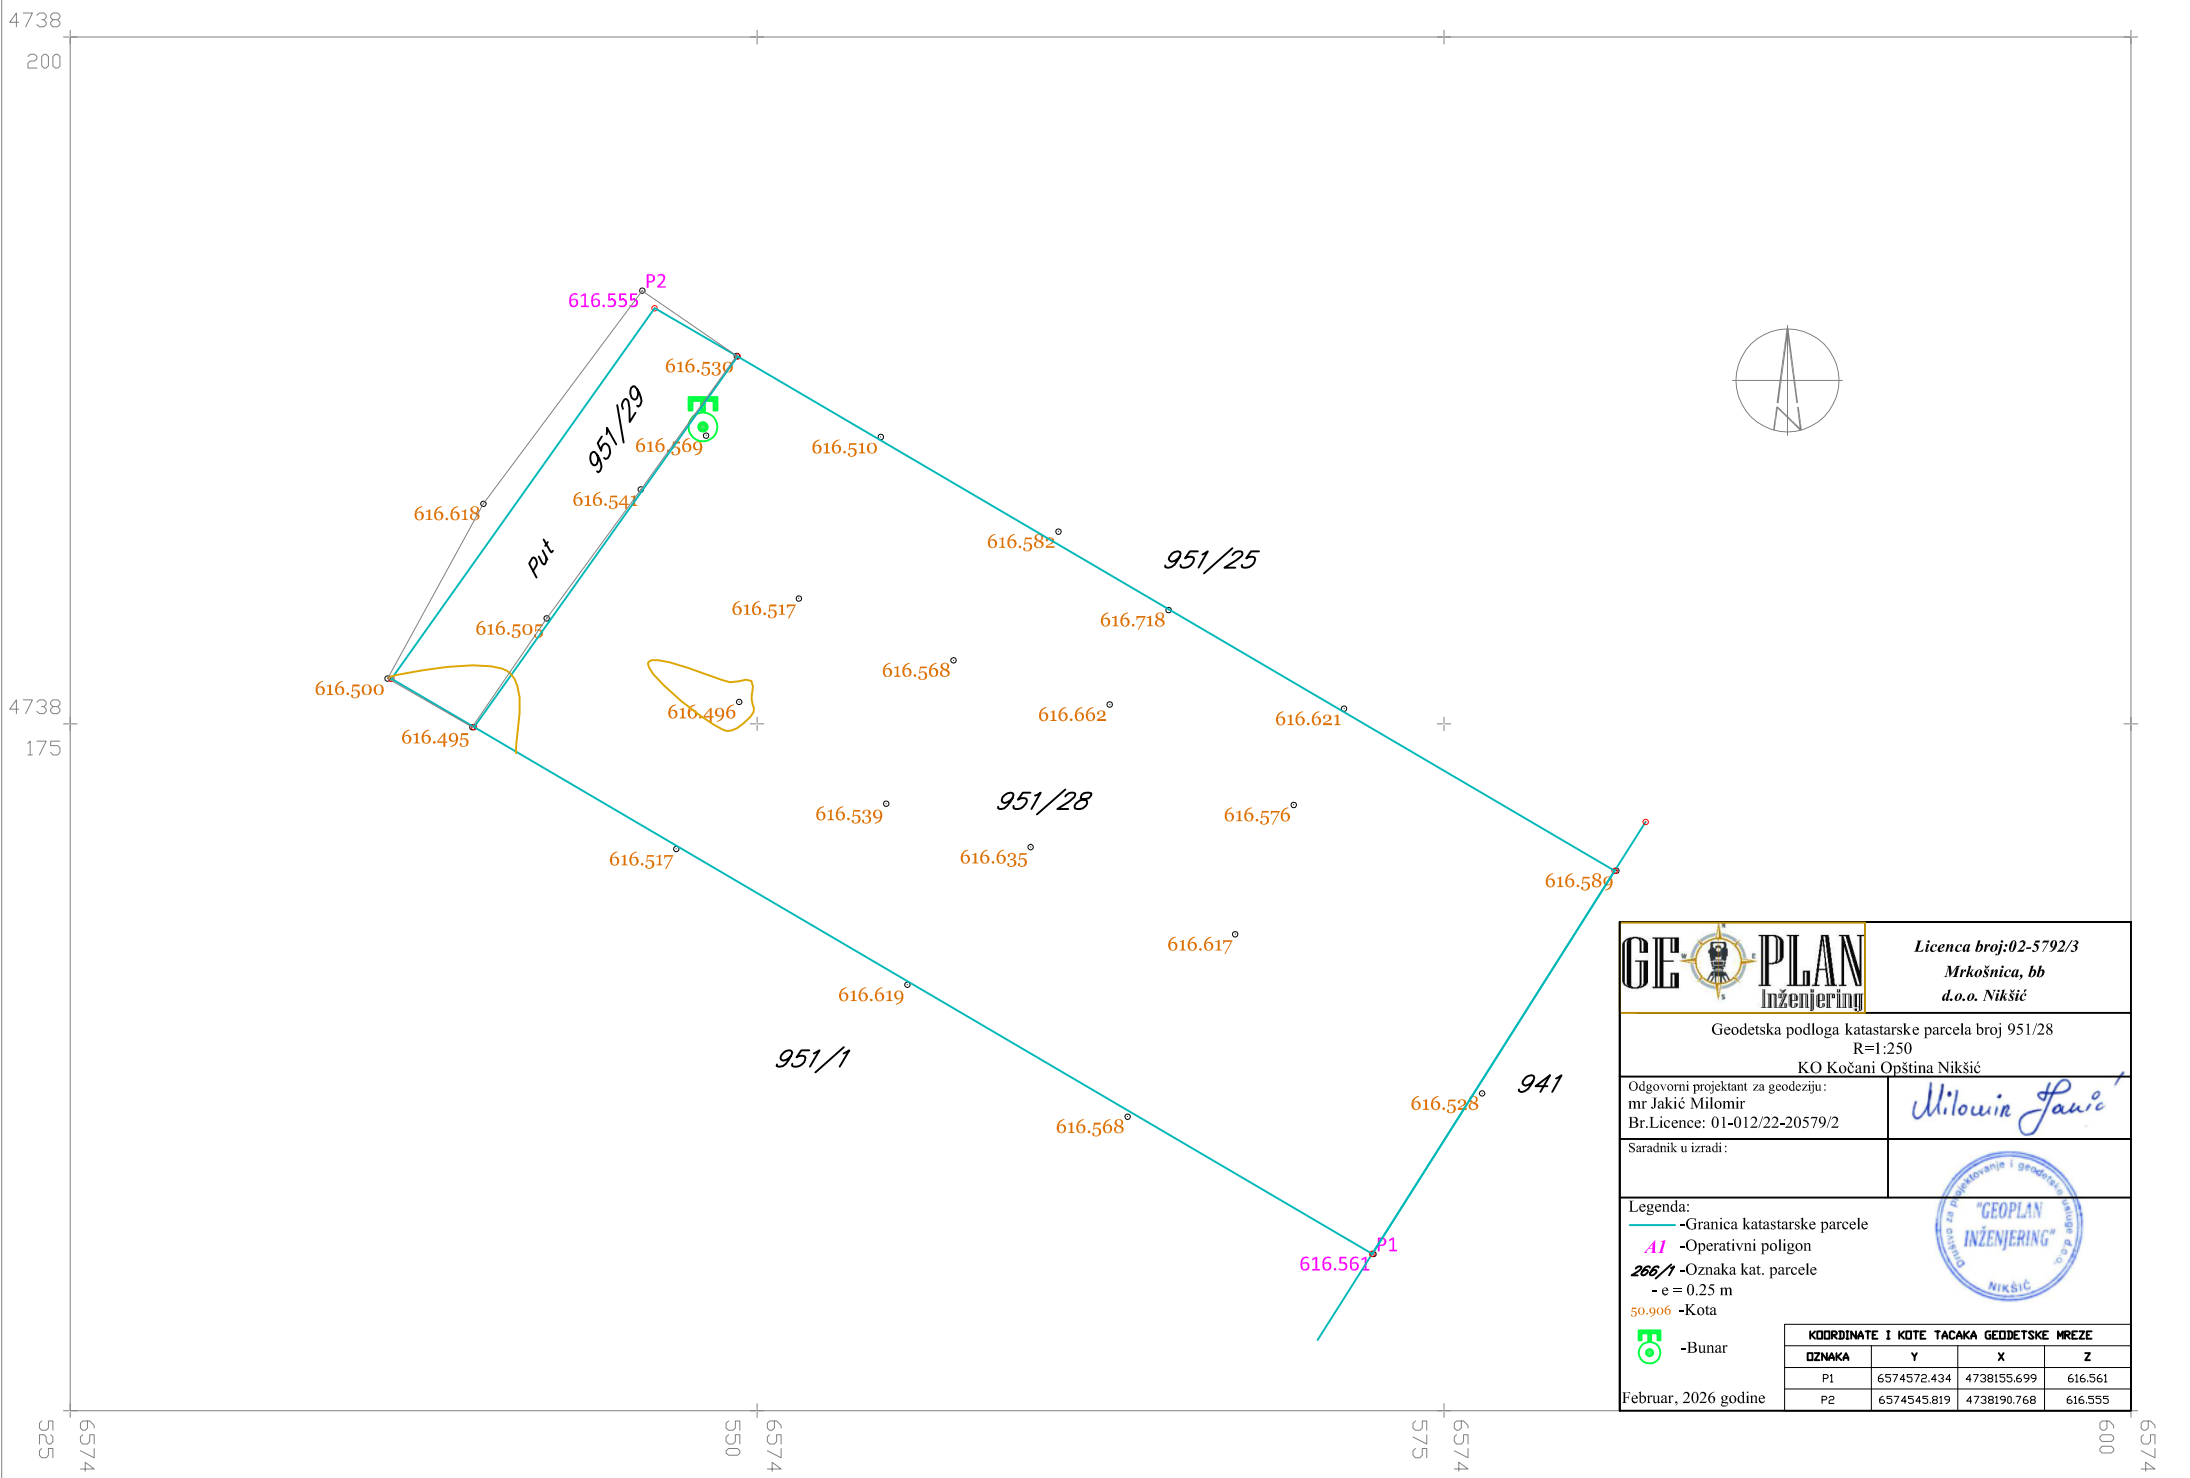 4738
200
P2
616.555
616.530
951/29
616.569
616.510
616.541
616.618
616.582
951/25
Put
616.517
616.718
616.505
616.568
616.500
616.496
616.662
616.621
4738
175
616.495
951/28
616.539
616.576
616.517
616.635
616.589
616.617
616.619
951/1
941
616.528
616.568
P1
616.561
N
GEOPLAN
Inženjering
Licenca broj:02-5792/3
Mrkošnica, bb
d.o.o. Nikšić
Geodetska podloga katastarske parcela broj 951/28
R=1:250
KO Kočani Opština Nikšić
Odgovorni projektant za geodeziju:
mr Jakić Milomir
Br.Licence: 01-012/22-20579/2
Saradnik u izradi:
Društvo za projektovanje i geodetske usluge d.o.o.
"GEOPLAN
INŽENJERING"
NIKŠIĆ
Legenda:
-Granica katastarske parcele
A1 -Operativni poligon
266/1 -Oznaka kat. parcele
- e = 0.25 m
50.906 -Kota
-Bunar
Februar, 2026 godine
KOORDINATE I KOTE TACAKA GEODETSKE MREZE
OZNAKA Y X Z
P1 6574572.434 4738155.699 616.561
P2 6574545.819 4738190.768 616.555
6574
525
6574
550
6574
575
6574
600